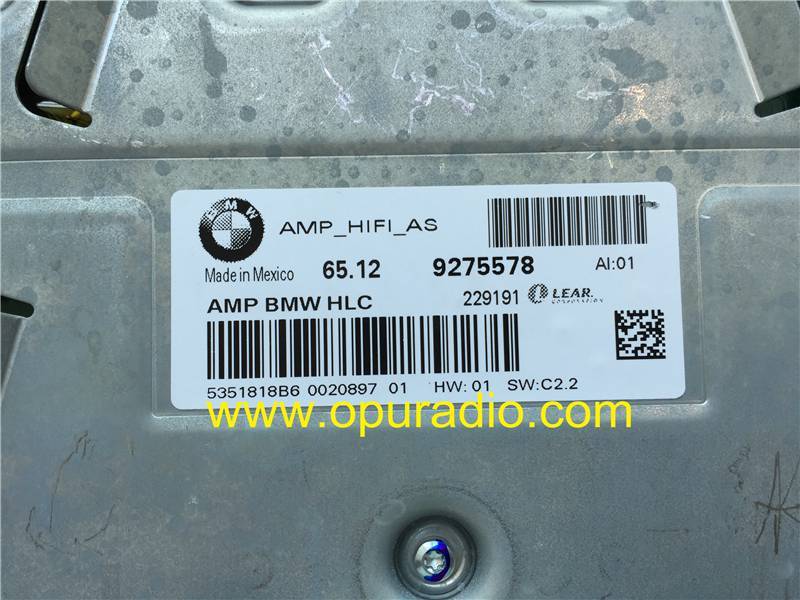 BMW
AMP_HIFI_AS
Made in Mexico 65.12 9275578 AI:01
AMP BMW HLC 229191 LEAR.
CORPORATION
5351818B6 0020897 01 HW: 01 SW:C2.2
www.opuradio.com